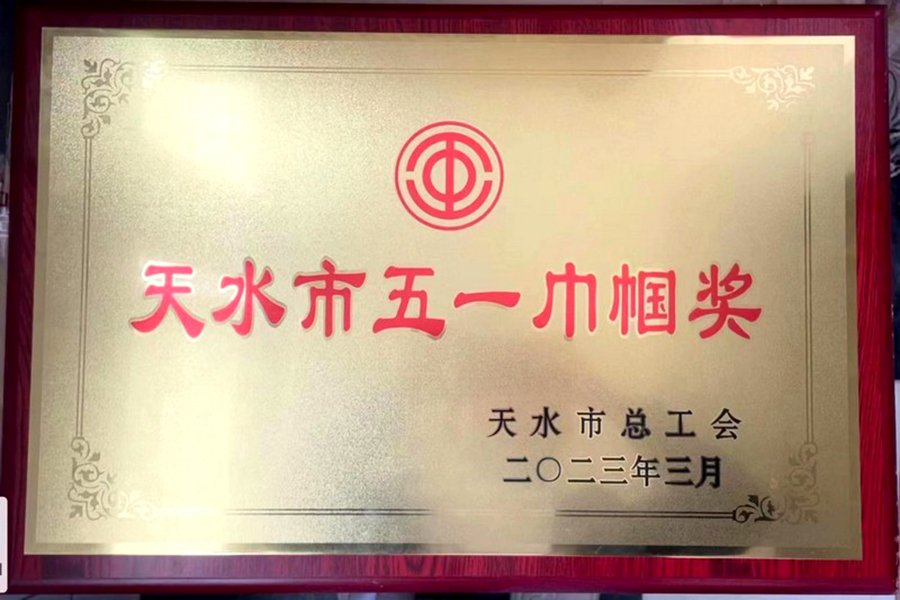 天水市五一巾帼奖
天水市总工会
二〇二三年三月